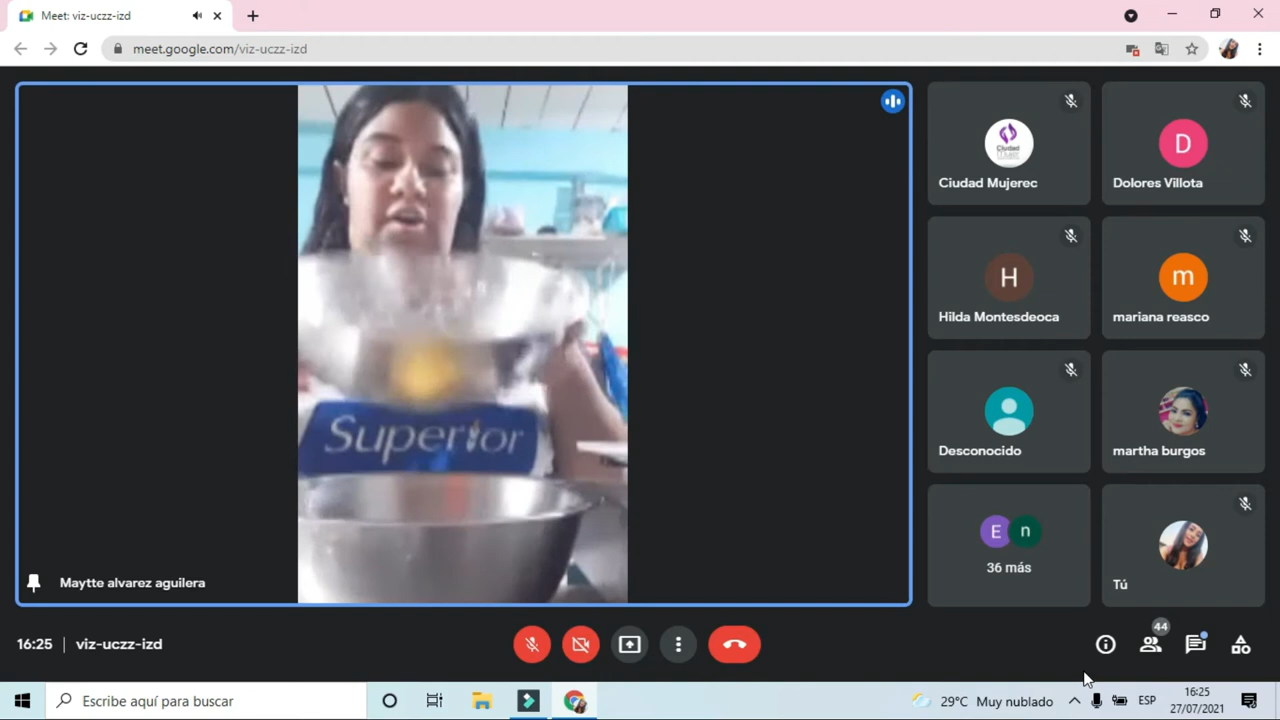 Meet: viz-uczz-izd
meet.google.com/viz-uczz-izd
Superior
Maytte alvarez aguilera
Ciudad Mujerec
D
Dolores Villota
H
Hilda Montesdeoca
m
mariana reasco
Desconocido
martha burgos
E n
36 más
Tú
16:25 | viz-uczz-izd
44
Escribe aquí para buscar
29°C Muy nublado
ESP
16:25
27/07/2021